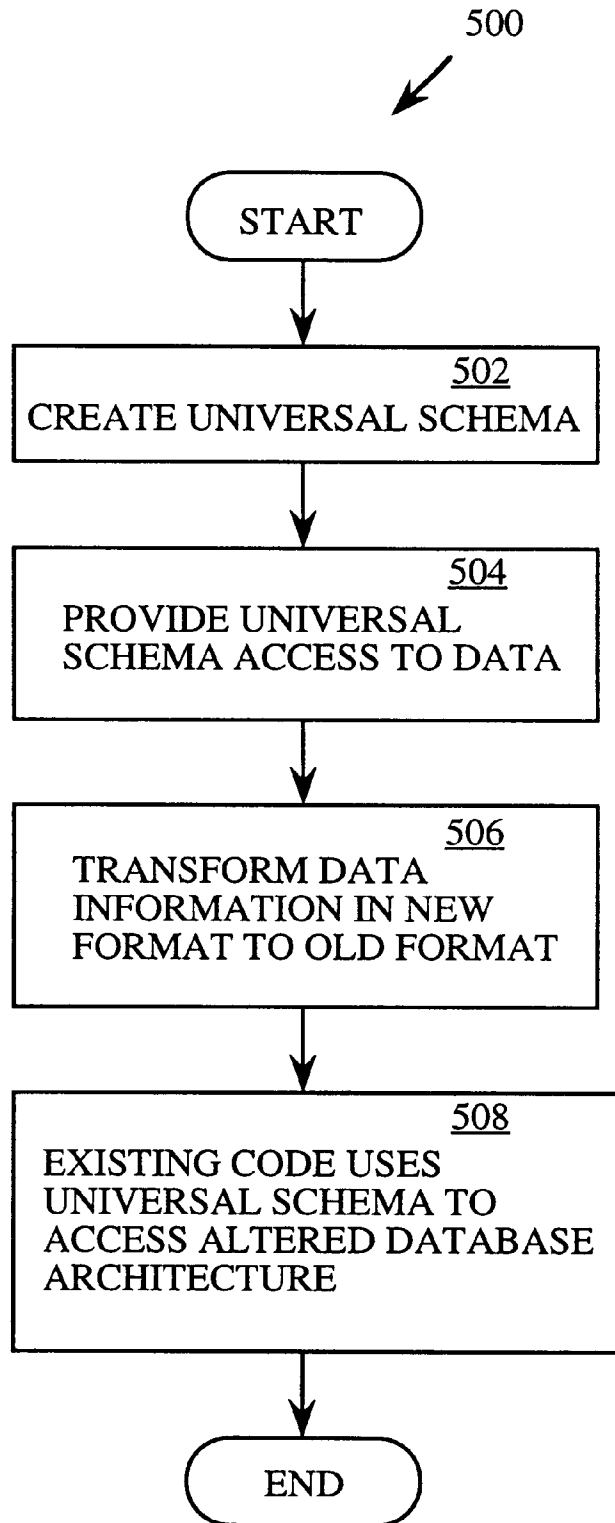 500
START
502
CREATE UNIVERSAL SCHEMA
504
PROVIDE UNIVERSAL
SCHEMA ACCESS TO DATA
506
TRANSFORM DATA
INFORMATION IN NEW
FORMAT TO OLD FORMAT
508
EXISTING CODE USES
UNIVERSAL SCHEMA TO
ACCESS ALTERED DATABASE
ARCHITECTURE
END